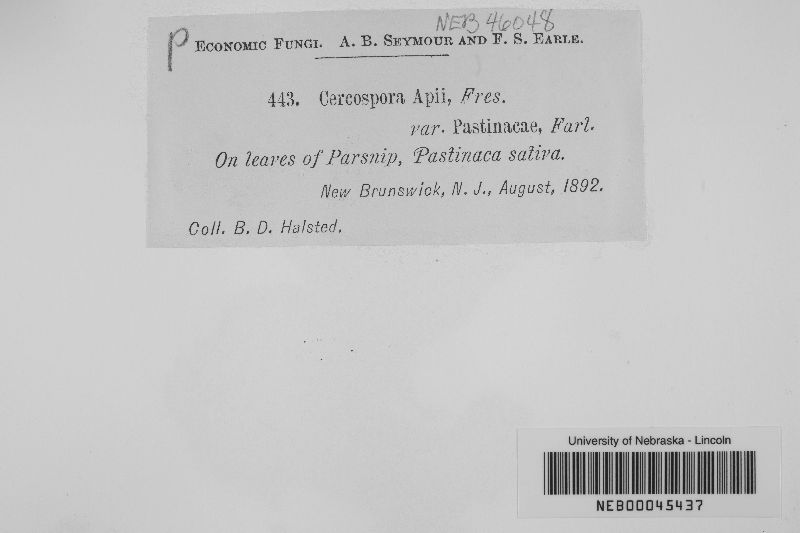 NEB 46048
P Economic Fungi. A. B. Seymour and F. S. Earle.
443. Cercospora Apii, Fres.
var. Pastinacae, Farl.
On leaves of Parsnip, Pastinaca sativa.
New Brunswick, N. J., August, 1892.
Coll. B. D. Halsted.
University of Nebraska - Lincoln
NEB00045437